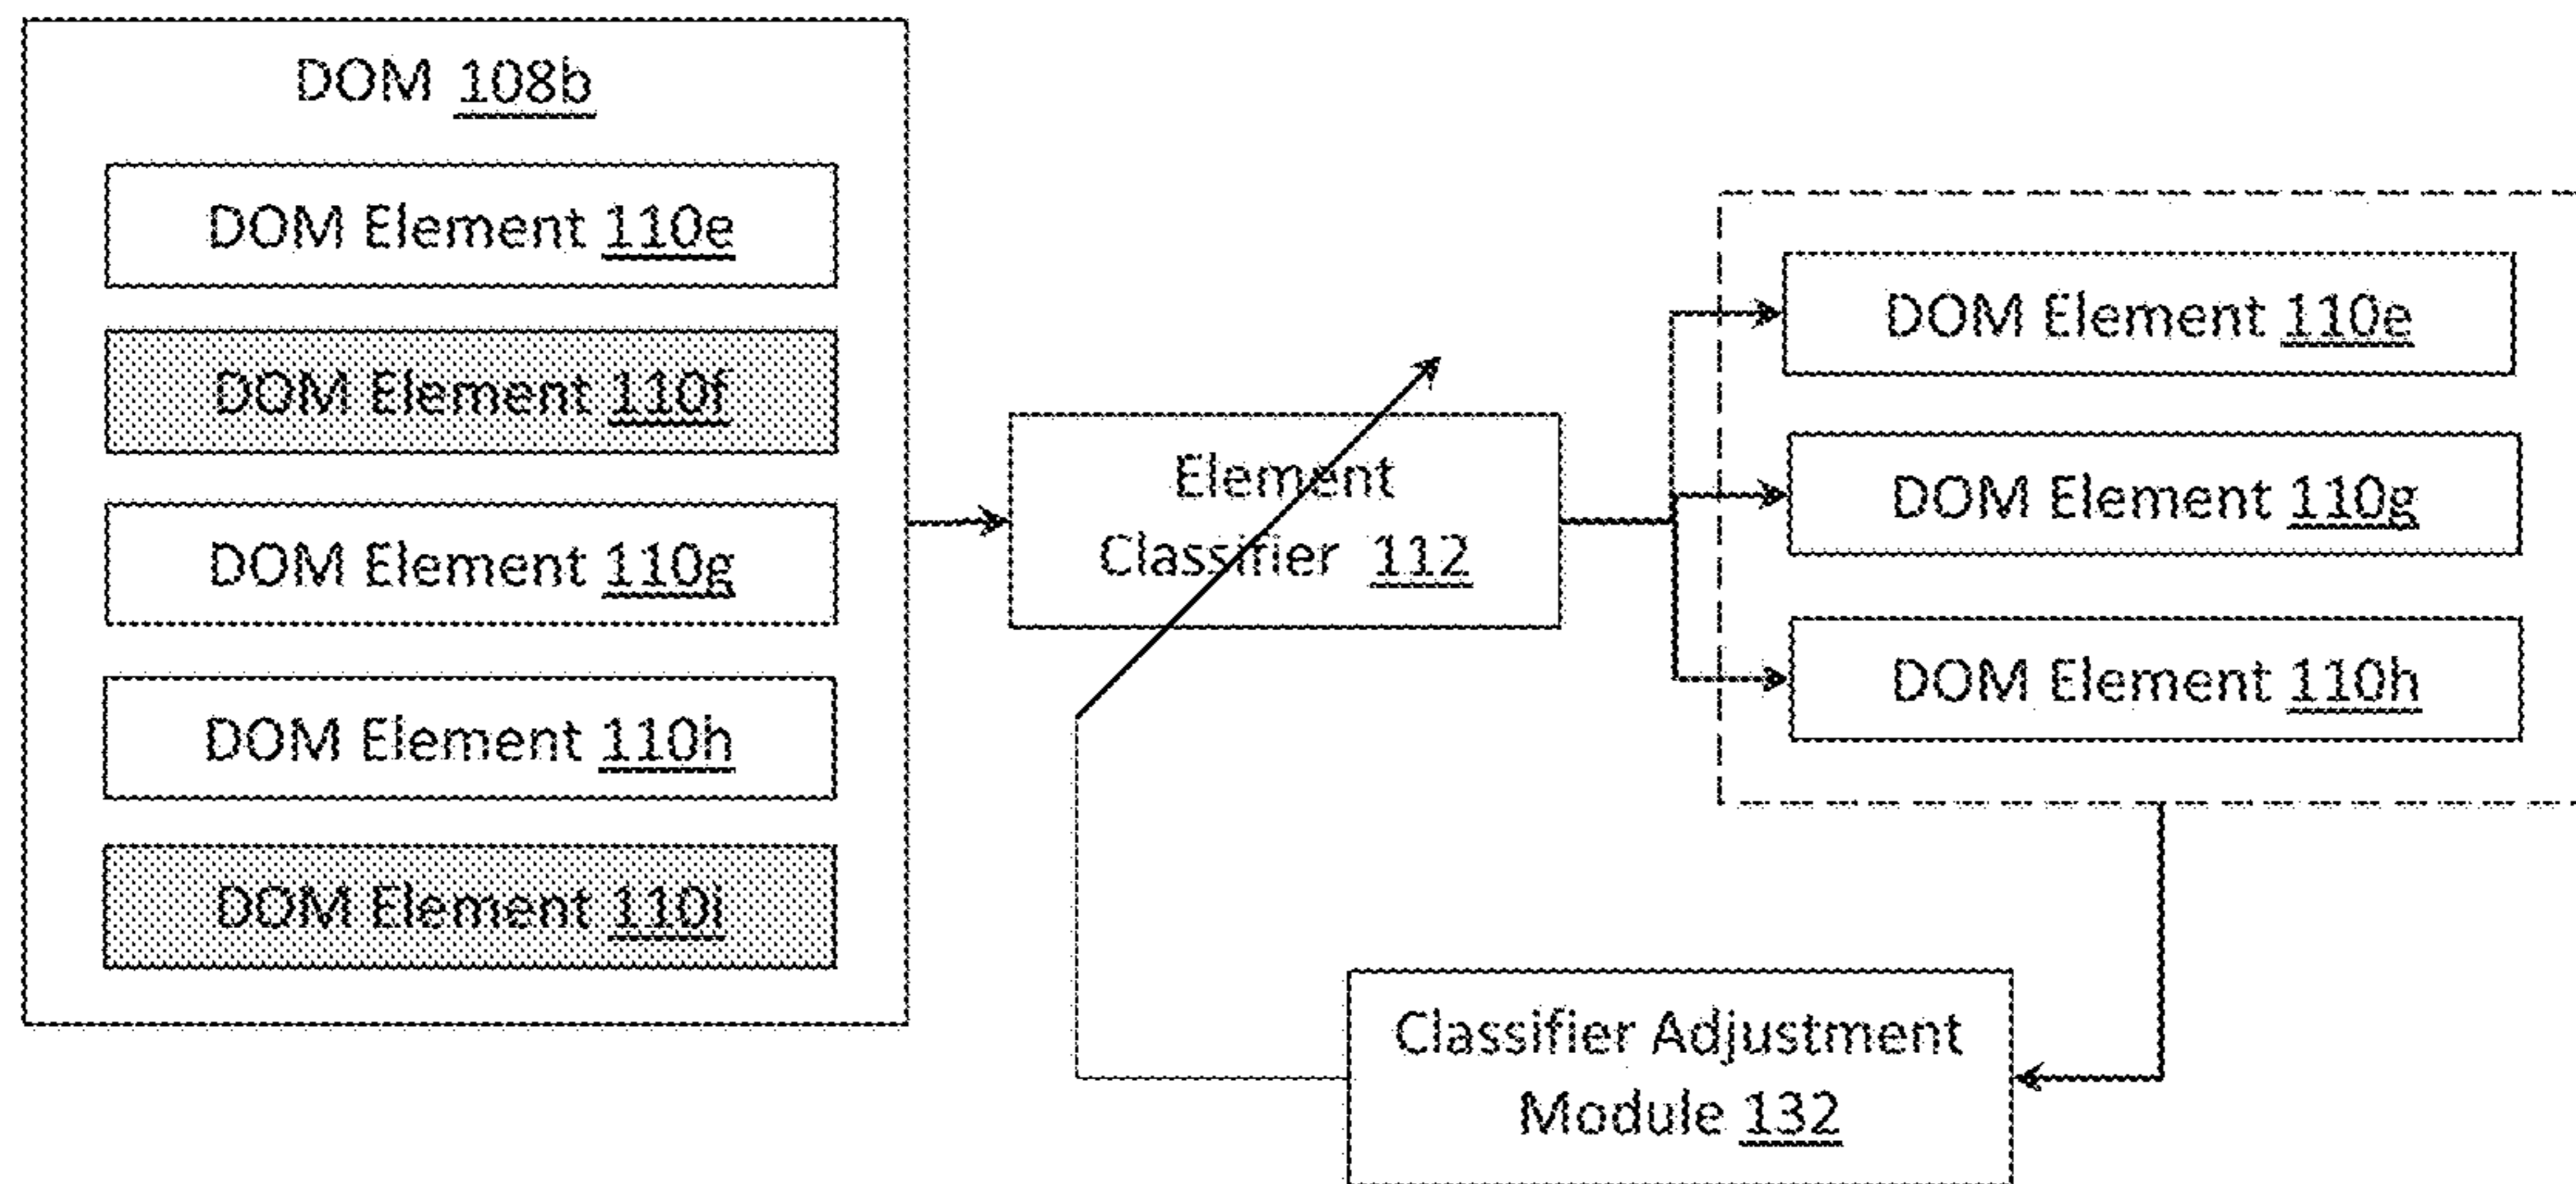 DOM 108b
DOM Element 110e
DOM Element 110f
DOM Element 110g
DOM Element 110h
DOM Element 110i
Element
Classifier 112
DOM Element 110e
DOM Element 110g
DOM Element 110h
Classifier Adjustment
Module 132